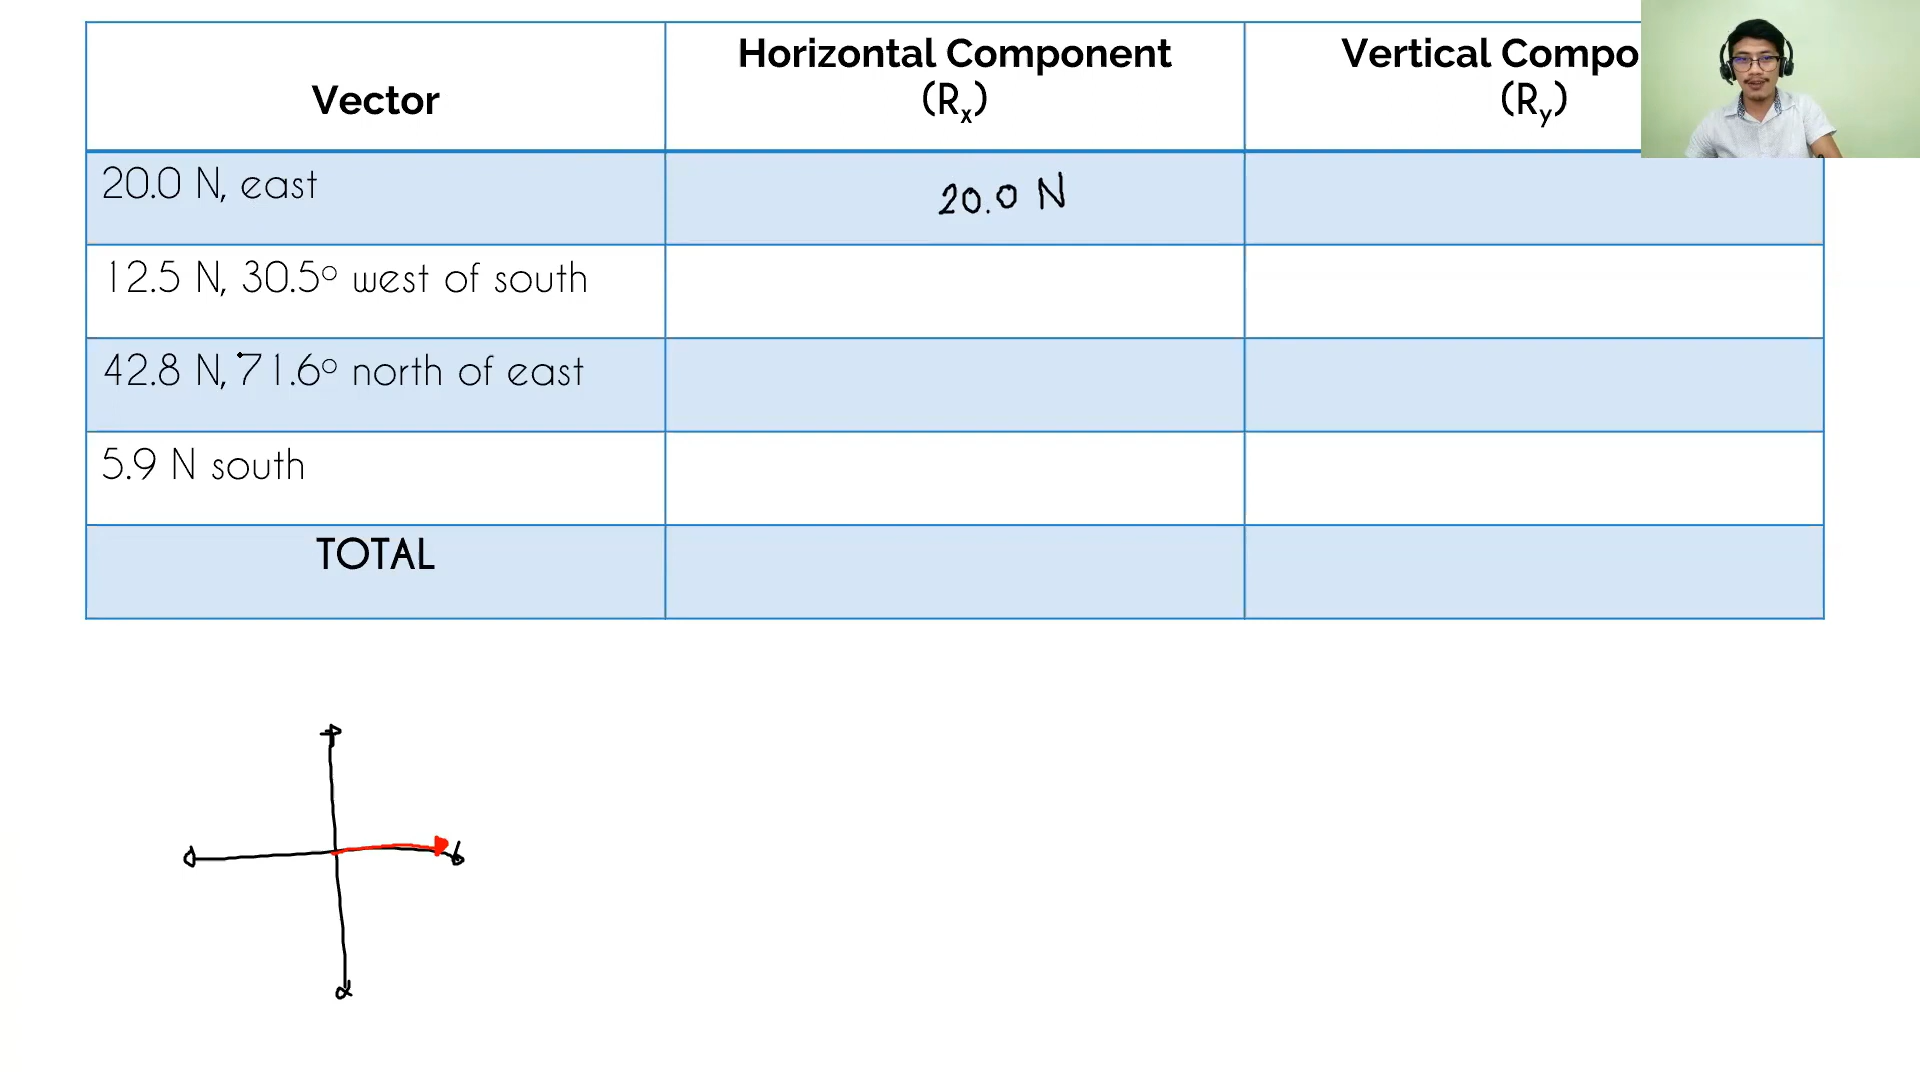 Vector
Horizontal Component
(Rx)
Vertical Compo
(Ry)
20.0 N, east
20.0 N
12.5 N, 30.5° west of south
42.8 N, 71.6° north of east
5.9 N south
TOTAL